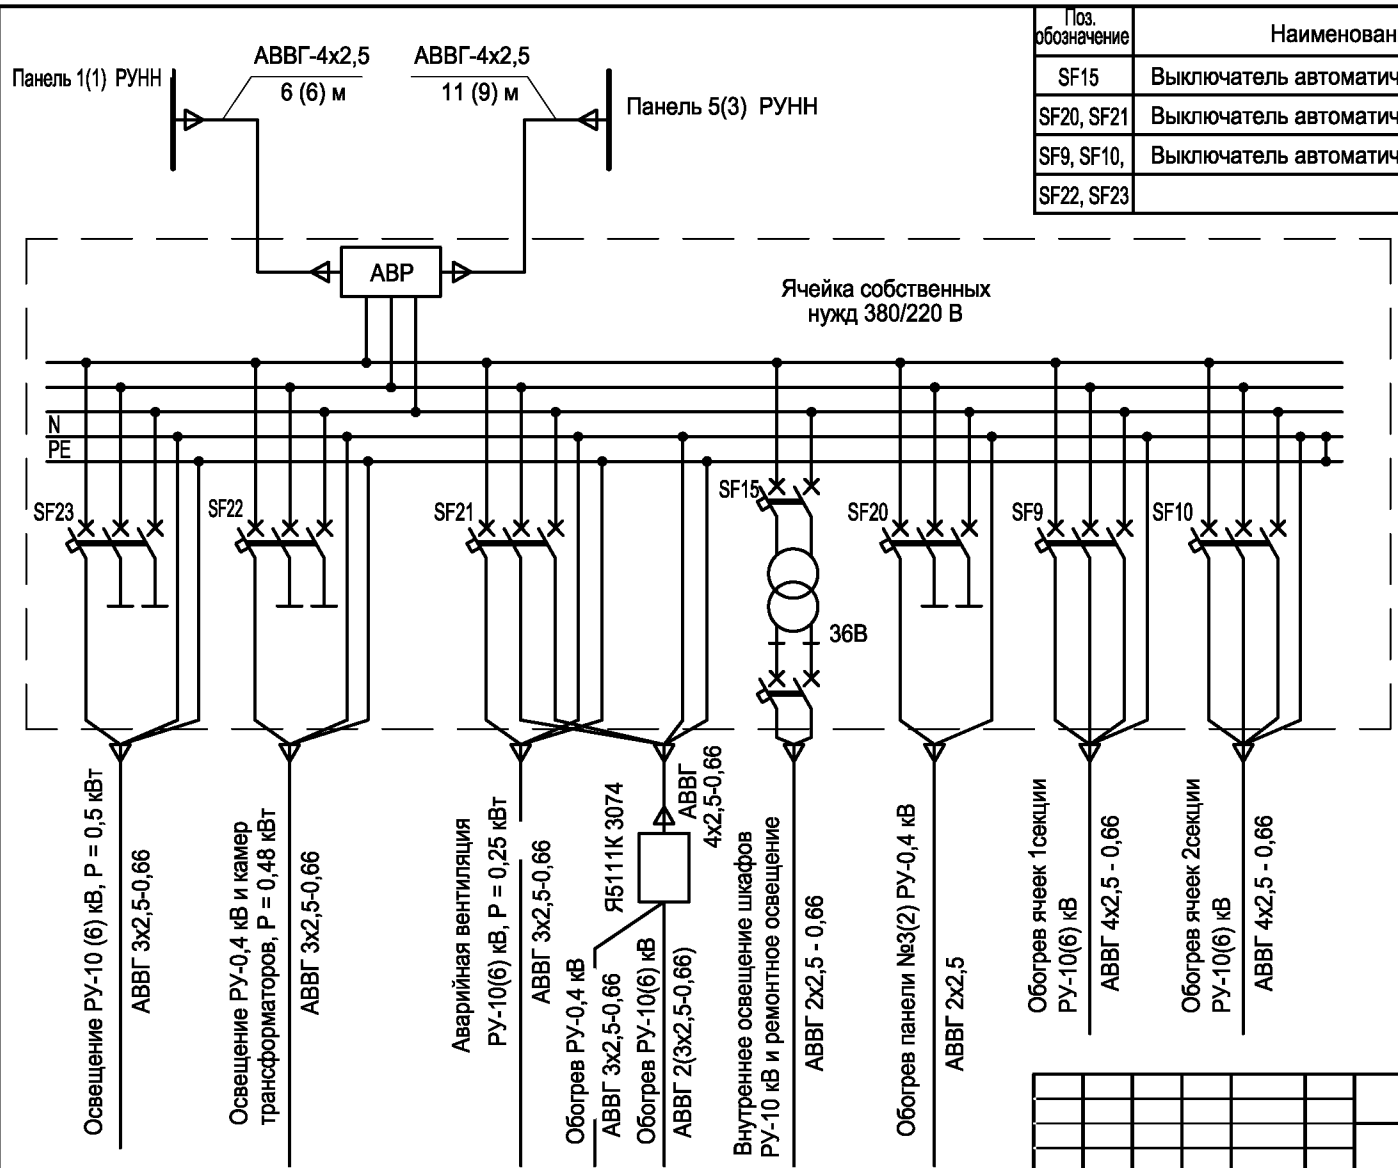 Панель 1(1) РУНН
АВВГ-4х2,5
6 (6) м
АВВГ-4х2,5
11 (9) м
Панель 5(3) РУНН
Поз.
обозначение
Наименован
SF15
Выключатель автоматич
SF20, SF21
Выключатель автоматич
SF9, SF10,
Выключатель автоматич
SF22, SF23
АВР
Ячейка собственных
нужд 380/220 В
N
PE
SF23
SF22
SF21
SF15
SF20
SF9
SF10
36В
Освещение РУ-10 (6) кВ, Р = 0,5 кВт
АВВГ 3х2,5-0,66
Освещение РУ-0,4 кВ и камер
трансформаторов, Р = 0,48 кВт
АВВГ 3х2,5-0,66
Аварийная вентиляция
РУ-10(6) кВ, Р = 0,25 кВт
АВВГ 3х2,5-0,66
Я5111К 3074
АВВГ
4х2,5-0,66
Обогрев РУ-0,4 кВ
АВВГ 3х2,5-0,66
Обогрев РУ-10(6) кВ
АВВГ 2(3х2,5-0,66)
Внутреннее освещение шкафов
РУ-10 кВ и ремонтное освещение
АВВГ 2х2,5 - 0,66
Обогрев панели №3(2) РУ-0,4 кВ
АВВГ 2х2,5
Обогрев ячеек 1секции
РУ-10(6) кВ
АВВГ 4х2,5 - 0,66
Обогрев ячеек 2секции
РУ-10(6) кВ
АВВГ 4х2,5 - 0,66